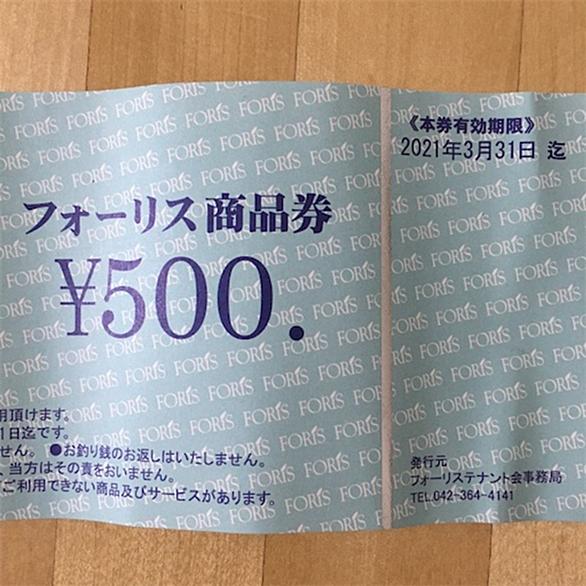 フォーリス商品券
¥500.
用頂けます。
1日迄です。
せん。 ●お釣り銭のお返しはいたしません。
、当方はその責をおいません。
ご利用できない商品及びサービスがあります。
《本券有効期限》
2021年3月31日 迄
発行元
フォーリステナント会事務局
TEL.042-364-4141
FORIS